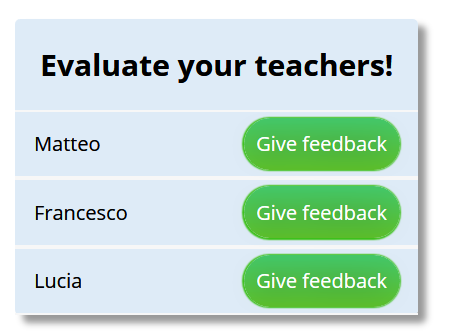 Evaluate your teachers!
Matteo Give feedback
Francesco Give feedback
Lucia Give feedback